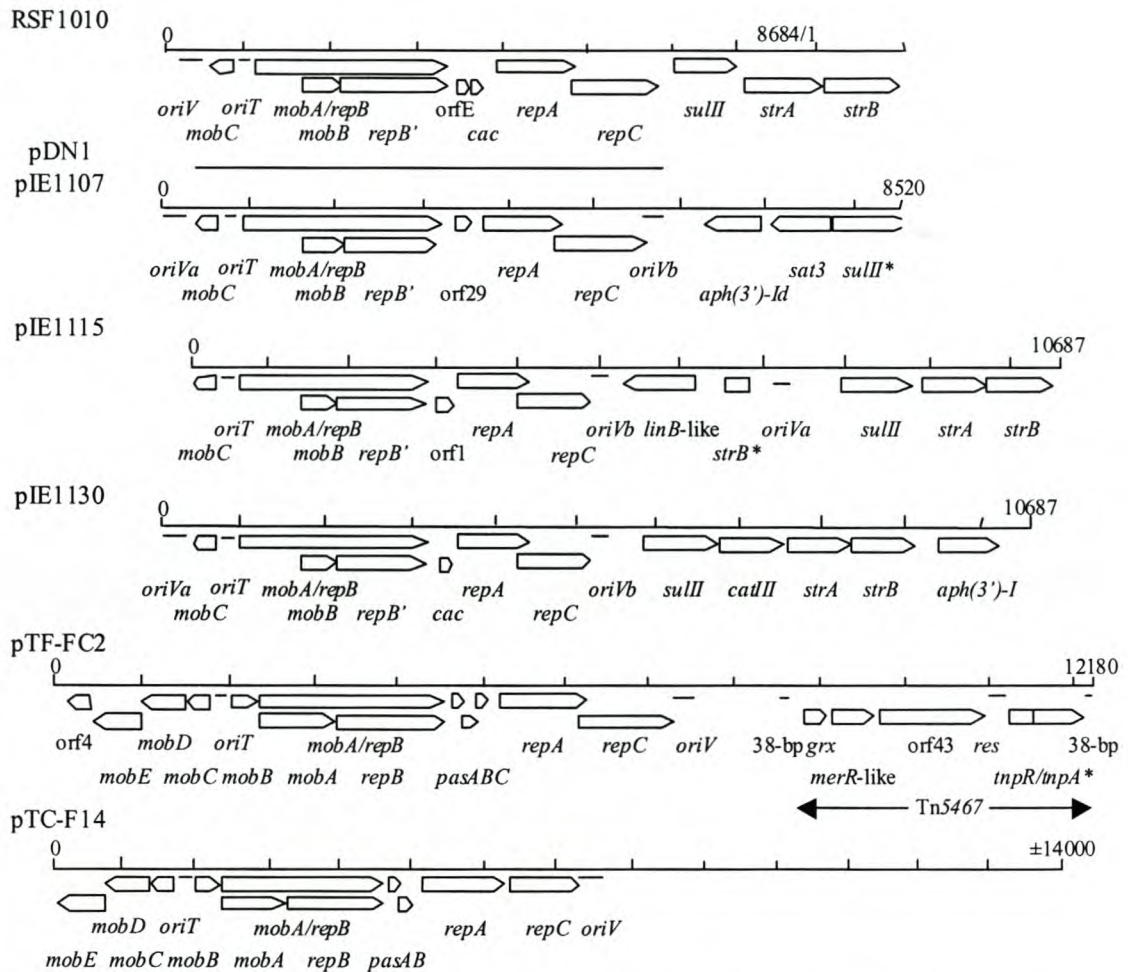 RSF1010
0 8684/1
oriV oriT mobA/repB orfE repA sulII strA strB
mobC mobB repB' cac repC
pDN1
pIE1107
0 8520
oriVa oriT mobA/repB repA oriVb sat3 sulII*
mobC mobB repB' orf29 repC aph(3')-Id
pIE1115
0 10687
oriT mobA/repB repA oriVb linB-like oriVa sulII strA strB
mobC mobB repB' orf1 repC strB*
pIE1130
0 10687
oriVa oriT mobA/repB repA oriVb sulII catIII strA strB aph(3')-I
mobC mobB repB' cac repC
pTF-FC2
0 12180
orf4 mobD oriT mobA/repB repA repC oriV 38-bp grx orf43 res 38-bp
mobE mobC mobB mobA repB pasABC merR-like tnpR/tnpA*
Tn5467
pTC-F14
0 ±14000
mobD oriT mobA/repB repA repC oriV
mobE mobC mobB mobA repB pasAB